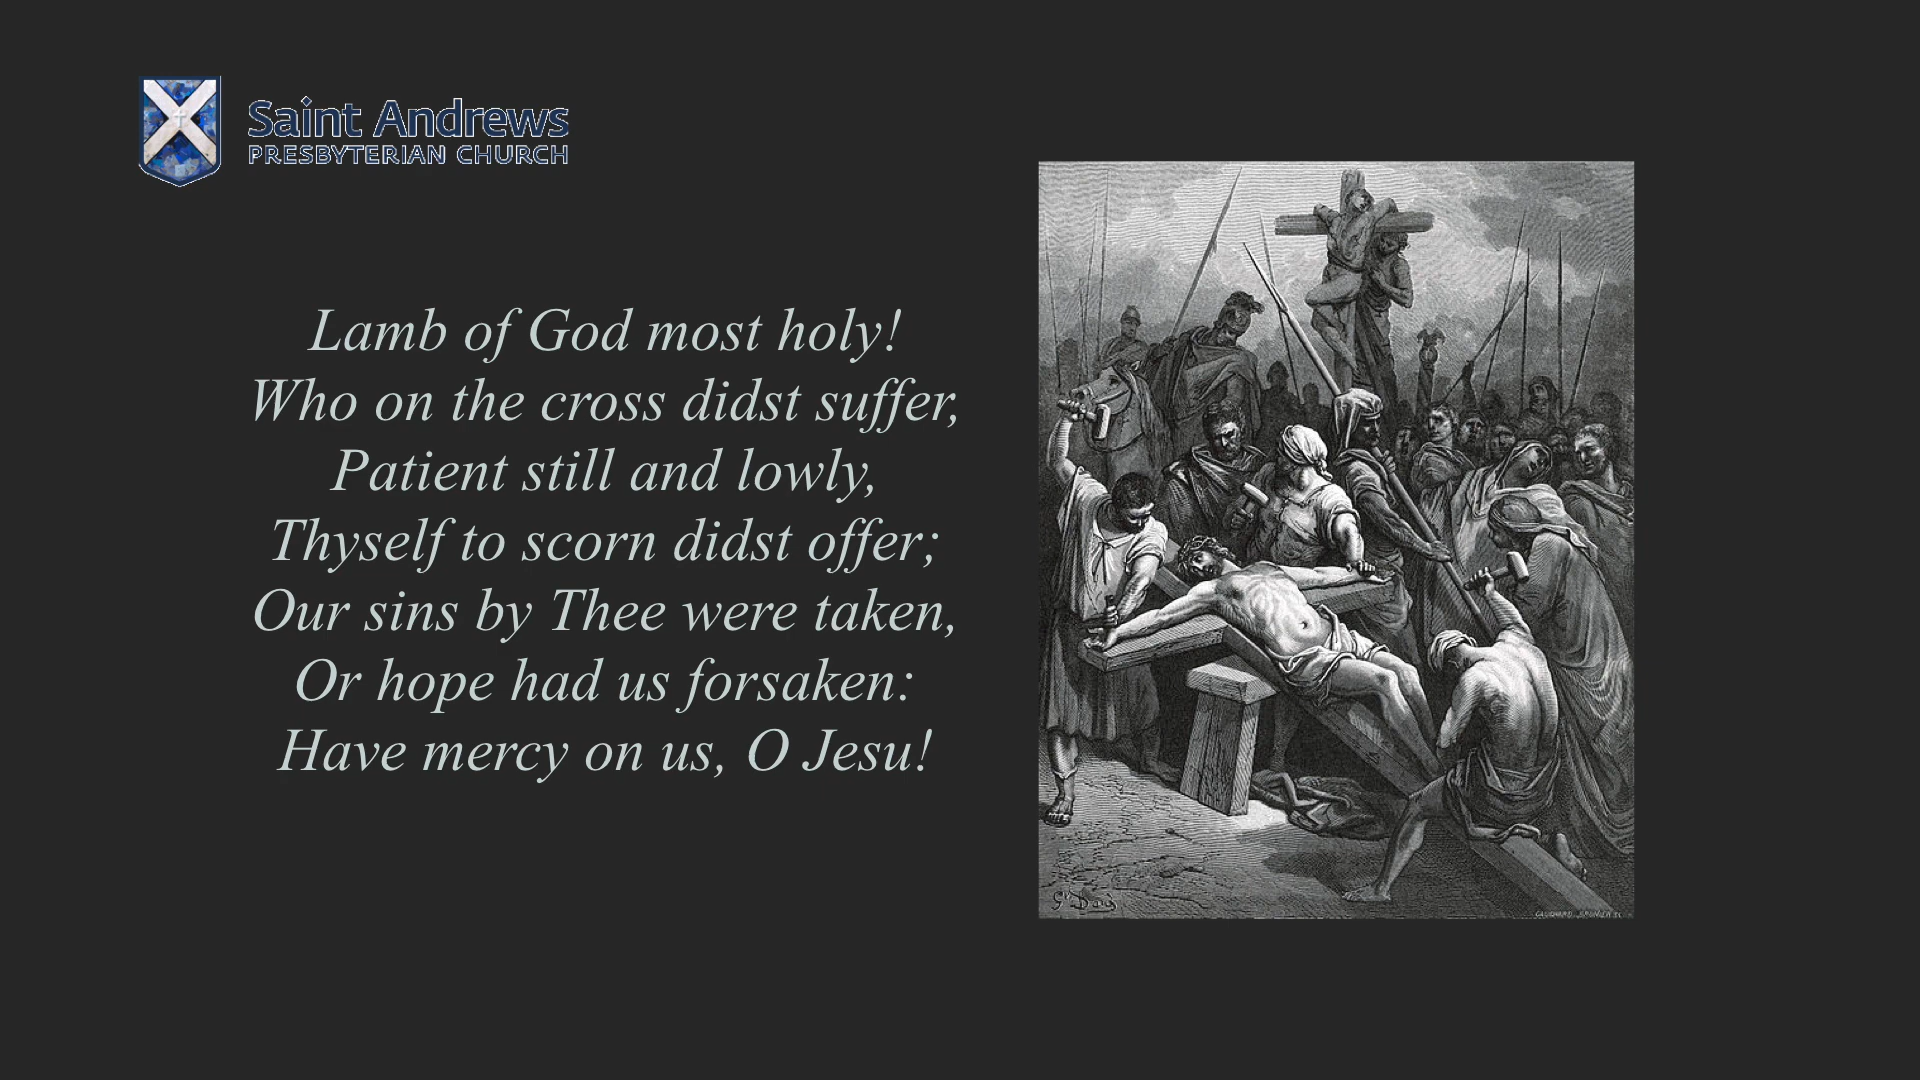 Saint Andrews
PRESBYTERIAN CHURCH
Lamb of God most holy!
Who on the cross didst suffer,
Patient still and lowly,
Thyself to scorn didst offer;
Our sins by Thee were taken,
Or hope had us forsaken:
Have mercy on us, O Jesu!